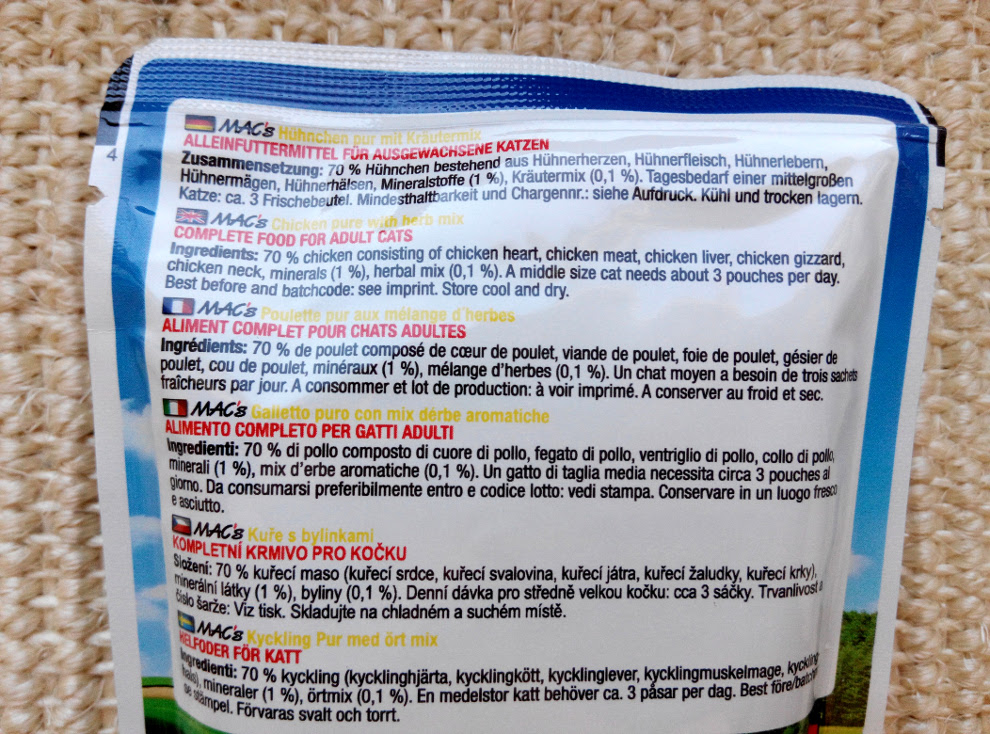 4
MAC's Hühnchen pur mit Kräutermix
ALLEINFUTTERMITTEL FÜR AUSGEWACHSENE KATZEN
Zusammensetzung: 70 % Hühnchen bestehend aus Hühnerherzen, Hühnerfleisch, Hühnerlebern,
Hühnermägen, Hühnerhälsen, Mineralstoffe (1 %), Kräutermix (0,1 %). Tagesbedarf einer mittelgroßen
Katze: ca. 3 Frischebeutel. Mindesthaltbarkeit und Chargennr.: siehe Aufdruck. Kühl und trocken lagern.
MAC's Chicken pure with herb mix
COMPLETE FOOD FOR ADULT CATS
Ingredients: 70 % chicken consisting of chicken heart, chicken meat, chicken liver, chicken gizzard,
chicken neck, minerals (1 %), herbal mix (0,1 %). A middle size cat needs about 3 pouches per day.
Best before and batchcode: see imprint. Store cool and dry.
MAC's Poulette pur aux mélange d'herbes
ALIMENT COMPLET POUR CHATS ADULTES
Ingrédients: 70 % de poulet composé de cœur de poulet, viande de poulet, foie de poulet, gésier de
poulet, cou de poulet, minéraux (1 %), mélange d'herbes (0,1 %). Un chat moyen a besoin de trois sachets
fraîcheurs par jour. A consommer et lot de production: à voir imprimé. A conserver au froid et sec.
MAC's Galletto puro con mix dérbe aromatiche
ALIMENTO COMPLETO PER GATTI ADULTI
Ingredienti: 70 % di pollo composto di cuore di pollo, fegato di pollo, ventriglio di pollo, collo di pollo,
minerali (1 %), mix d'erbe aromatiche (0,1 %). Un gatto di taglia media necessita circa 3 pouches al
giorno. Da consumarsi preferibilmente entro e codice lotto: vedi stampa. Conservare in un luogo fresco
e asciutto.
MAC's Kuře s bylinkami
KOMPLETNÍ KRMIVO PRO KOČKU
Složení: 70 % kuřecí maso (kuřecí srdce, kuřecí svalovina, kuřecí játra, kuřecí žaludky, kuřecí krky),
minerální látky (1 %), byliny (0,1 %). Denní dávka pro středně velkou kočku: cca 3 sáčky. Trvanlivost a
číslo šarže: Viz tisk. Skladujte na chladném a suchém místě.
MAC's Kyckling Pur med ört mix
HELFODER FÖR KATT
Ingredienti: 70 % kyckling (kycklinghjärta, kycklingkött, kycklinglever, kycklingmuskelmage, kyckling
mineraler (1 %), örtmix (0,1 %). En medelstor katt behöver ca. 3 påsar per dag. Best före/batch
se stämpel. Förvaras svalt och torrt.